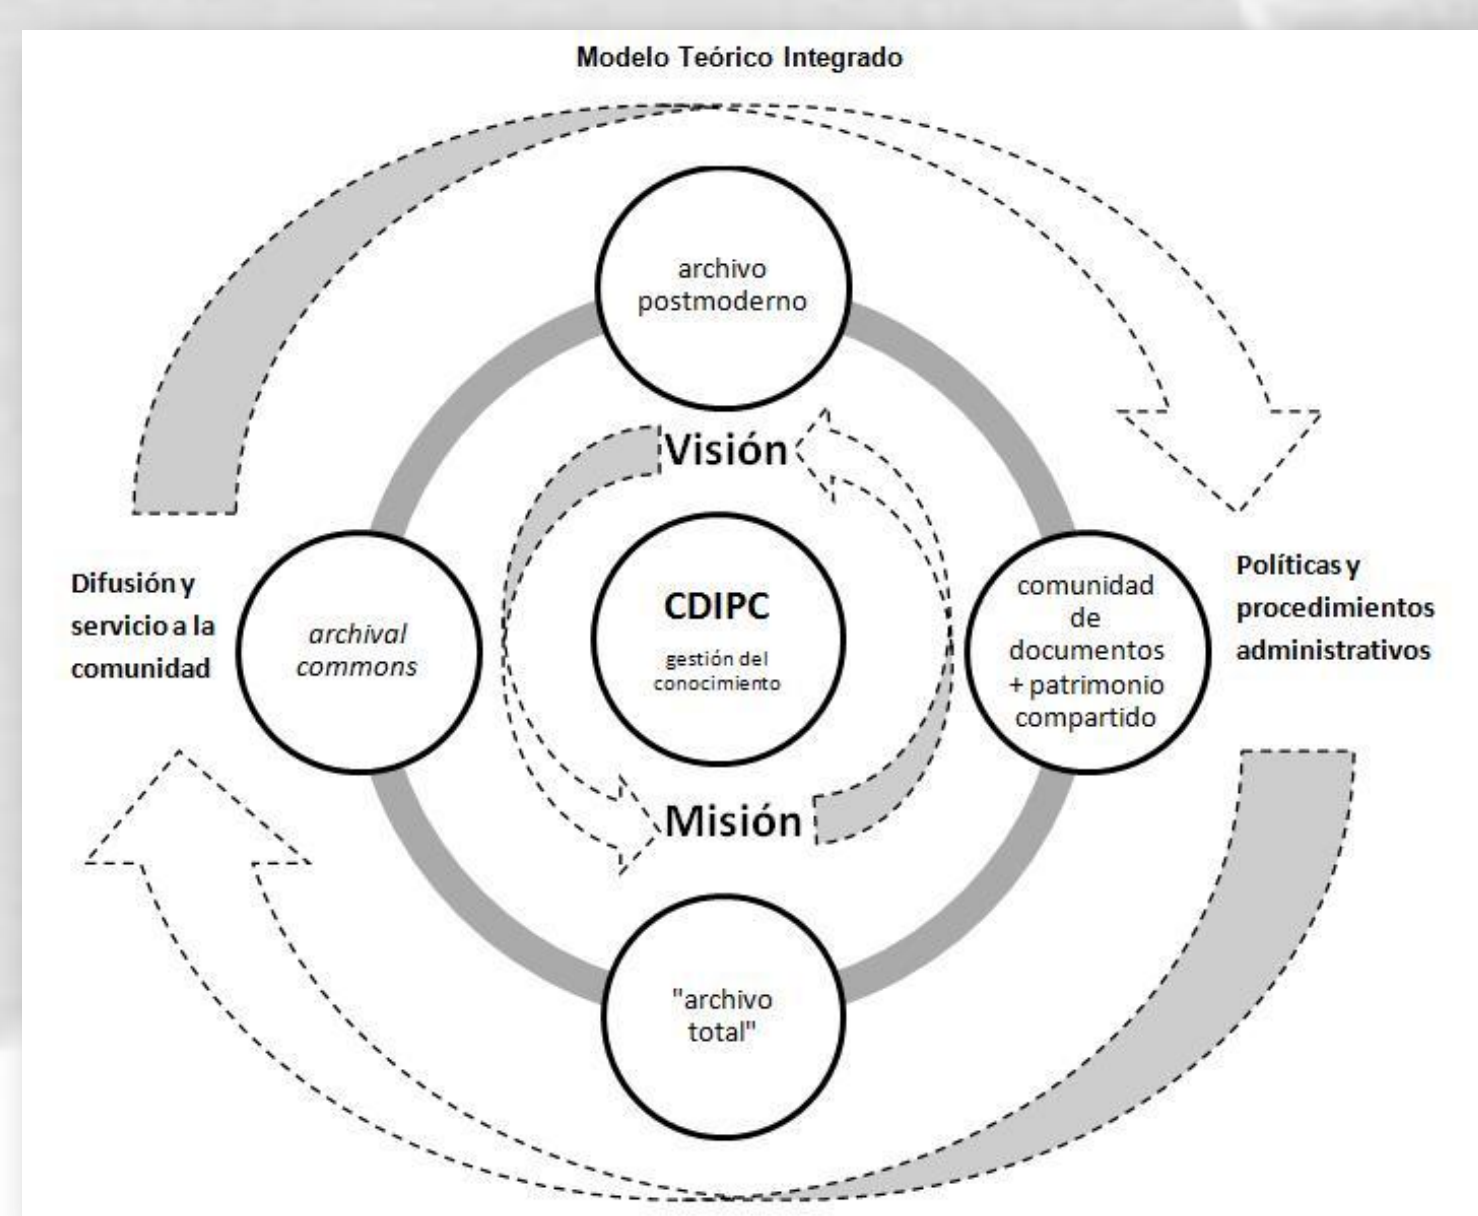 Modelo Teórico Integrado
archivo
postmoderno
Visión
CDIPC
gestión del
conocimiento
Misión
Difusión y
servicio a la
comunidad
archival
commons
comunidad
de
documentos
+ patrimonio
compartido
Políticas y
procedimientos
administrativos
"archivo
total"